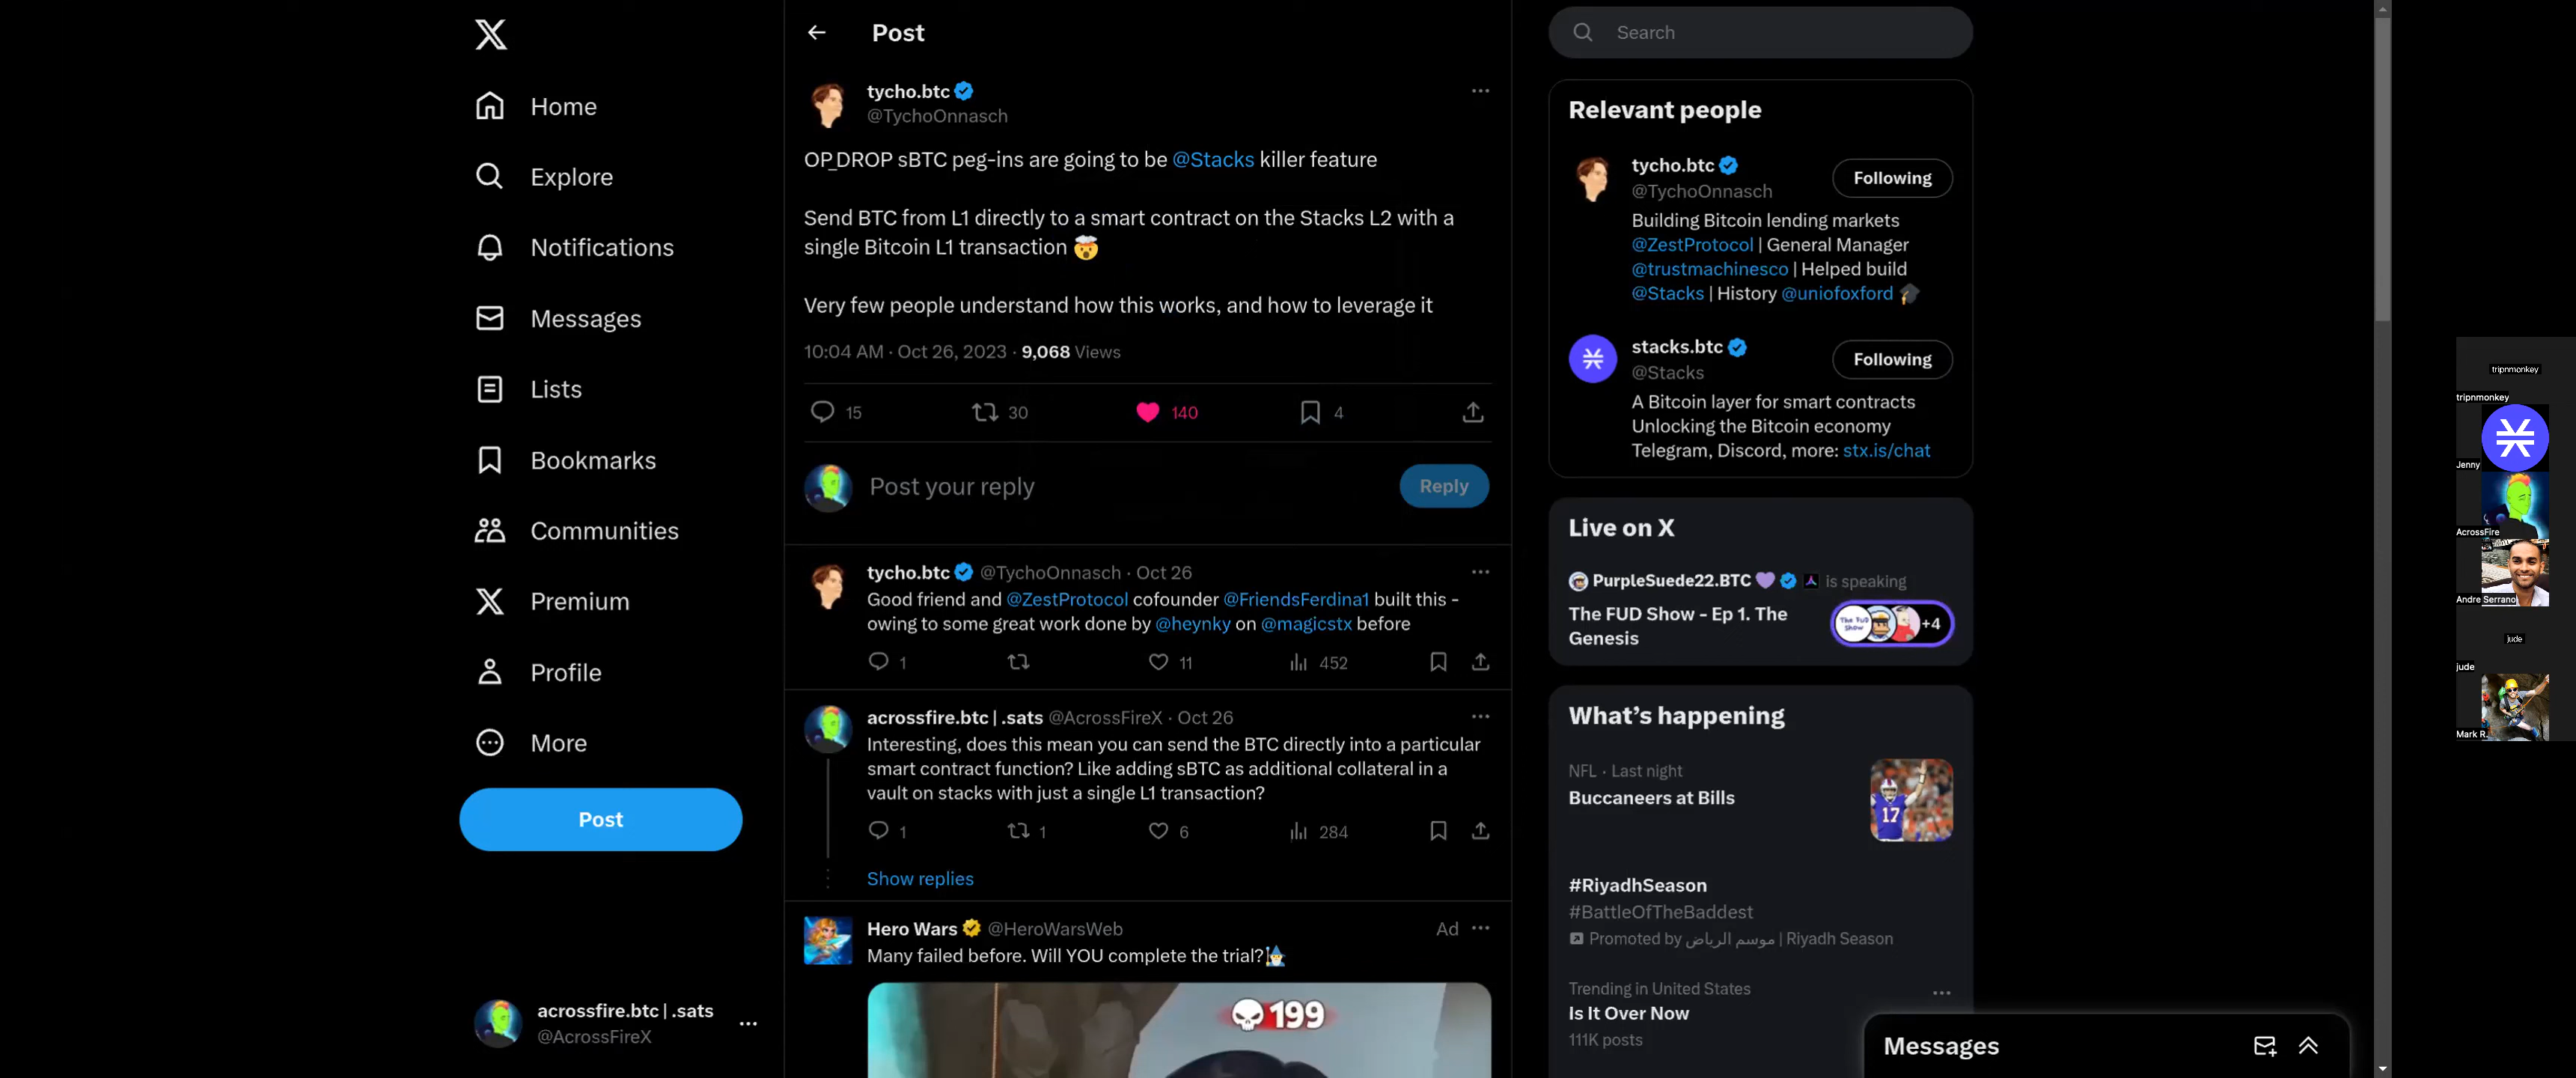 Home
Explore
Notifications
Messages
Lists
Bookmarks
Communities
Premium
Profile
More
Post
acrossfire.btc | .sats
@AcrossFireX
Post
tycho.btc
@TychoOnnasch
OP_DROP sBTC peg-ins are going to be @Stacks killer feature
Send BTC from L1 directly to a smart contract on the Stacks L2 with a
single Bitcoin L1 transaction 🤯
Very few people understand how this works, and how to leverage it
10:04 AM · Oct 26, 2023 · 9,068 Views
15 30 140 4
Post your reply
Reply
tycho.btc @TychoOnnasch · Oct 26
Good friend and @ZestProtocol cofounder @FriendsFerdina1 built this -
owing to some great work done by @heynky on @magicstx before
1 11 452
acrossfire.btc | .sats @AcrossFireX · Oct 26
Interesting, does this mean you can send the BTC directly into a particular
smart contract function? Like adding sBTC as additional collateral in a
vault on stacks with just a single L1 transaction?
1 1 6 284
Show replies
Hero Wars @HeroWarsWeb Ad
Many failed before. Will YOU complete the trial?🧙‍♂️
199
Search
Relevant people
tycho.btc
@TychoOnnasch
Following
Building Bitcoin lending markets
@ZestProtocol | General Manager
@trustmachinesco | Helped build
@Stacks | History @uniofoxford 🎓
stacks.btc
@Stacks
Following
A Bitcoin layer for smart contracts
Unlocking the Bitcoin economy
Telegram, Discord, more: stx.is/chat
Live on X
PurpleSuede22.BTC 💜 is speaking
The FUD Show - Ep 1. The
Genesis
The FUD
Show
+4
What's happening
NFL · Last night
Buccaneers at Bills
17
#RiyadhSeason
#BattleOfTheBaddest
Promoted by موسم الرياض | Riyadh Season
Trending in United States
Is It Over Now
111K posts
Messages
tripnmonkey
tripnmonkey
Jenny
AcrossFire
Andre Serrano
jude
jude
Mark R.